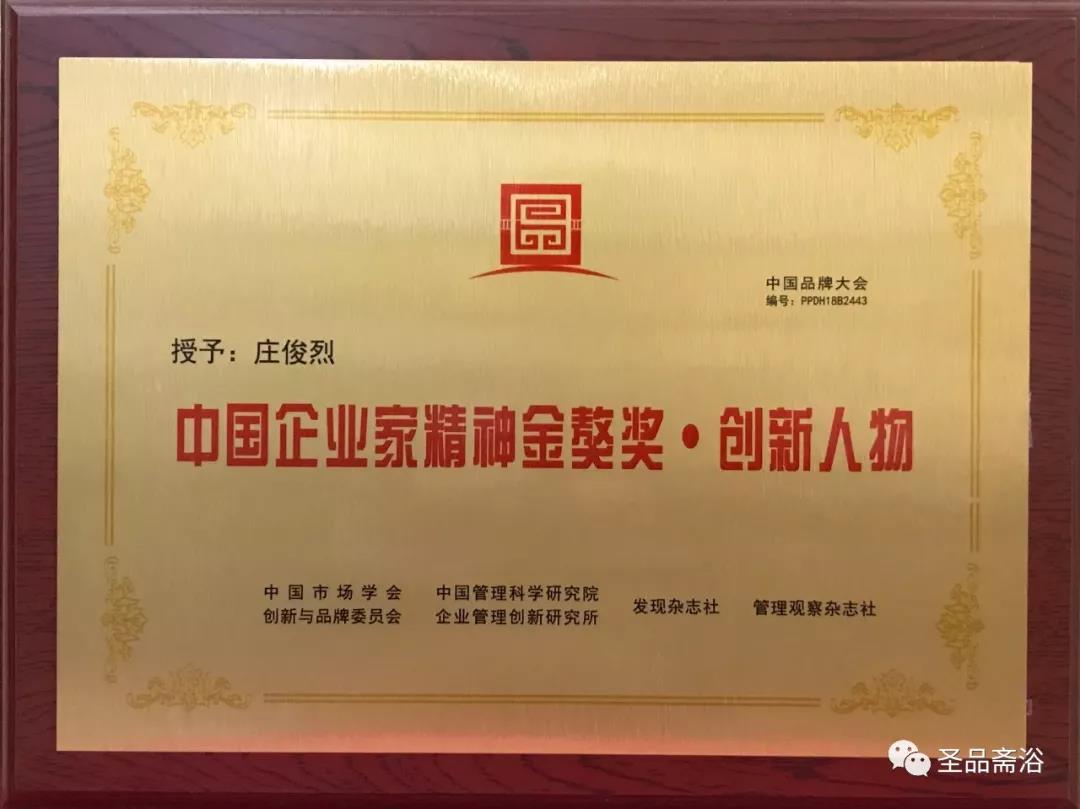 中国品牌大会
编号：PPDH18B2443
授予：庄俊烈
中国企业家精神金鳌奖·创新人物
中国市场学会
创新与品牌委员会
中国管理科学研究院
企业管理创新研究所
发现杂志社
管理观察杂志社
圣品斋浴